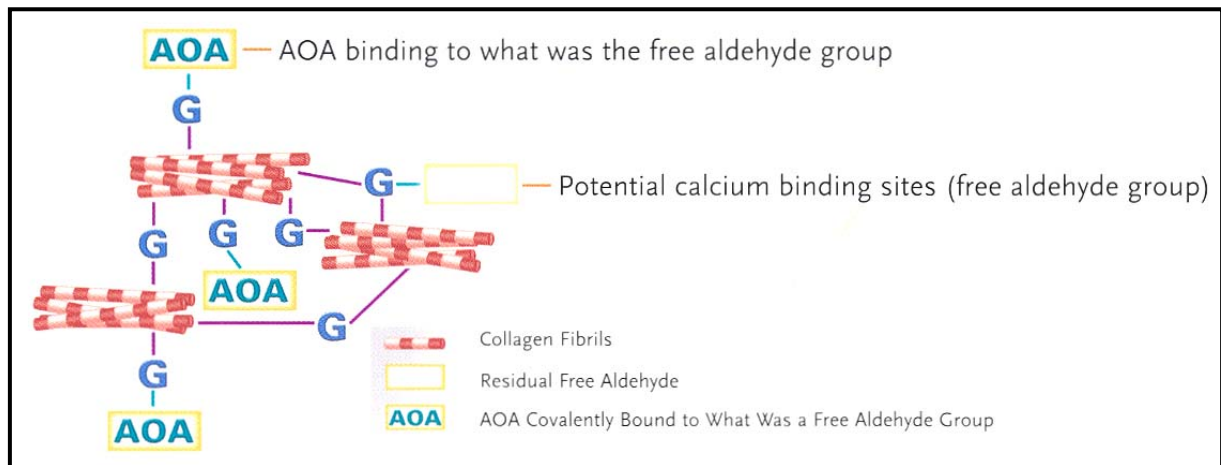 AOA AOA binding to what was the free aldehyde group
G
G Potential calcium binding sites (free aldehyde group)
G G G
AOA
G
Collagen Fibrils
G
Residual Free Aldehyde
AOA AOA Covalently Bound to What Was a Free Aldehyde Group
AOA